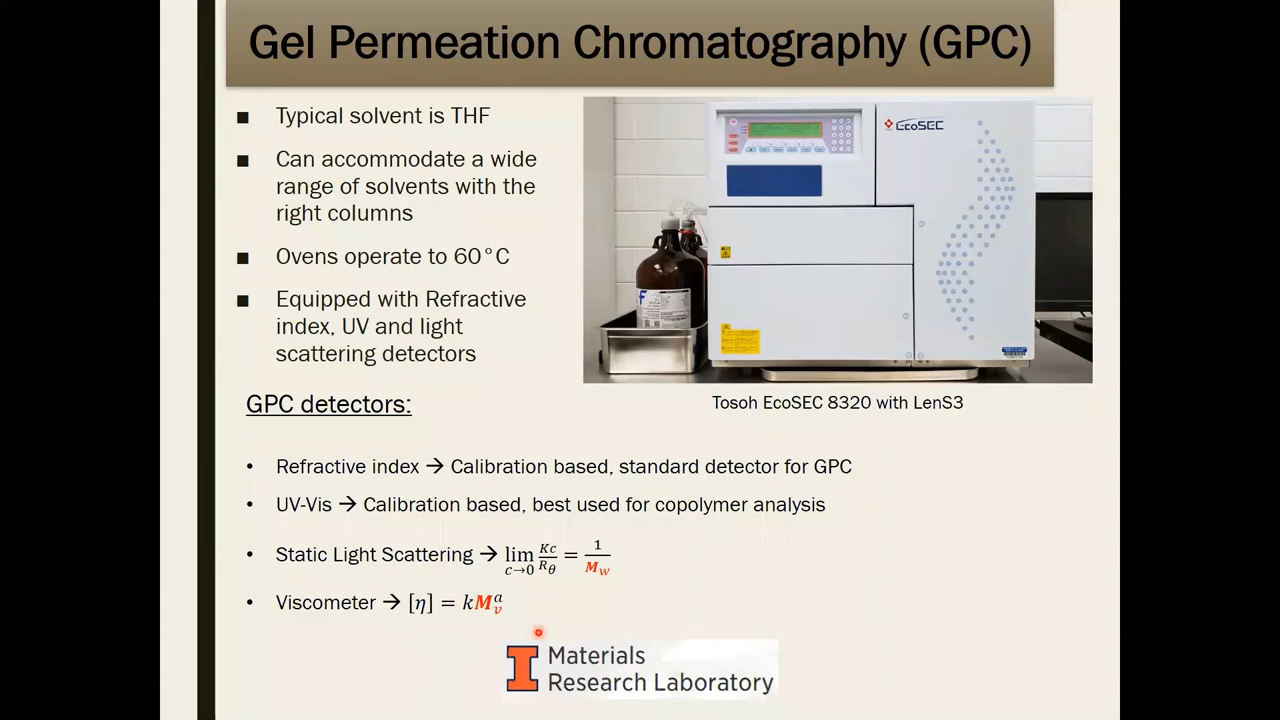 Gel Permeation Chromatography (GPC)
■ Typical solvent is THF
■ Can accommodate a wide
range of solvents with the
right columns
■ Ovens operate to 60°C
■ Equipped with Refractive
index, UV and light
scattering detectors
EcoSEC
Tosoh EcoSEC 8320 with LenS3
GPC detectors:
• Refractive index → Calibration based, standard detector for GPC
• UV-Vis → Calibration based, best used for copolymer analysis
• Static Light Scattering → lim c→0 Kc/Rθ = 1/Mw
• Viscometer → [η] = kMv^a
I Materials
Research Laboratory